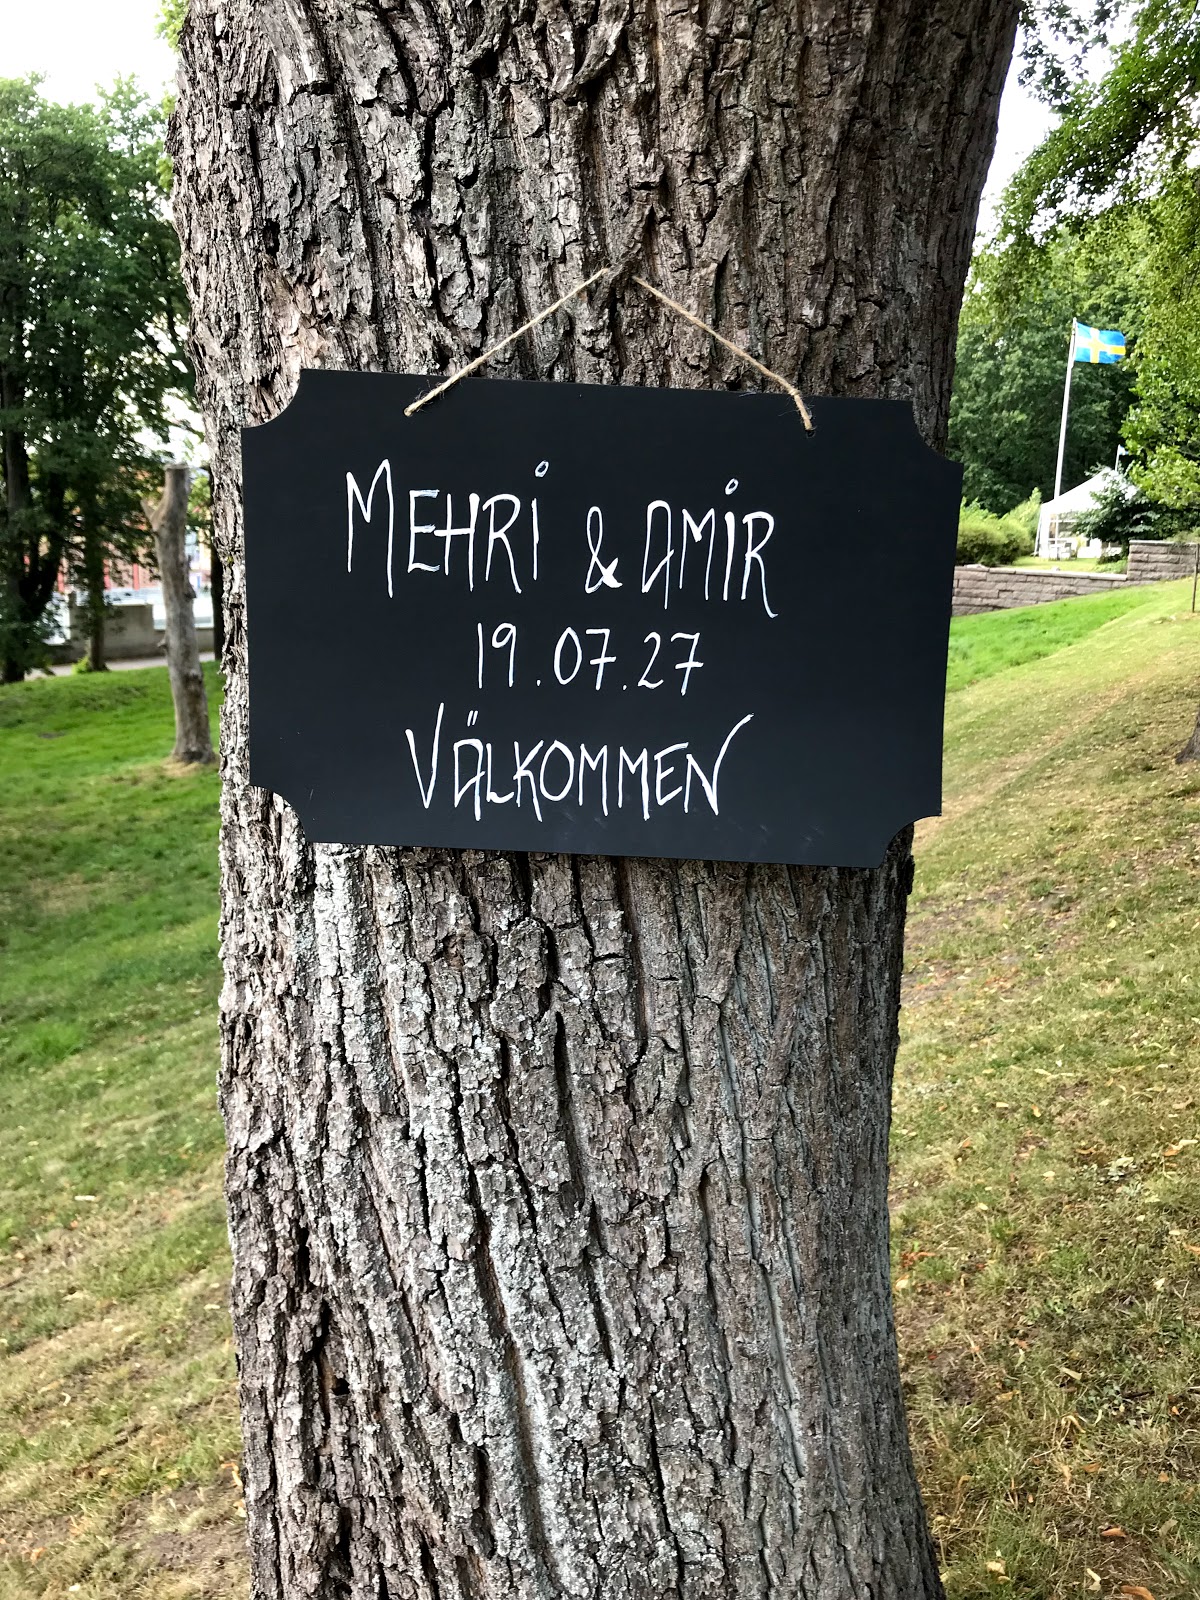 MEHRI & AMIR
19.07.27
VÄLKOMMEN